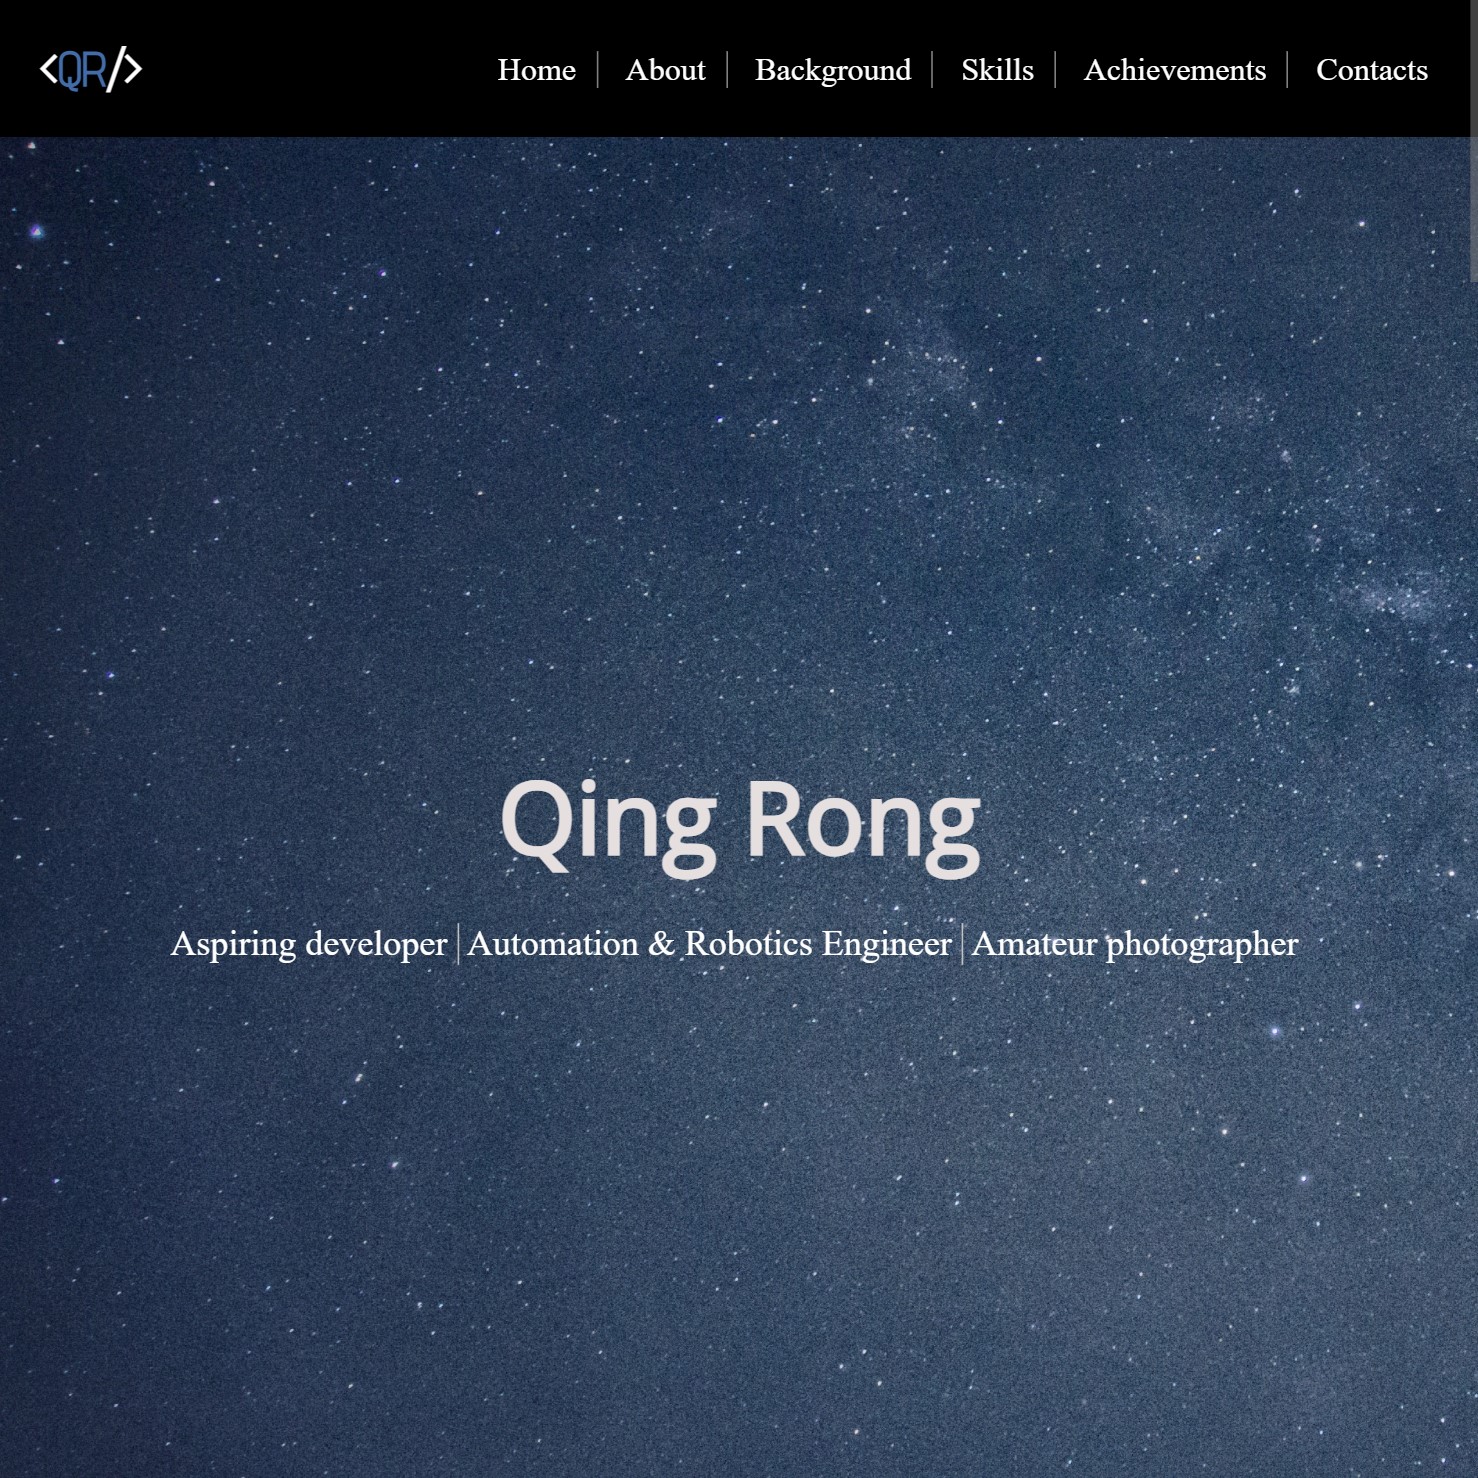 <QR/>
Home | About | Background | Skills | Achievements | Contacts
Qing Rong
Aspiring developer | Automation & Robotics Engineer | Amateur photographer